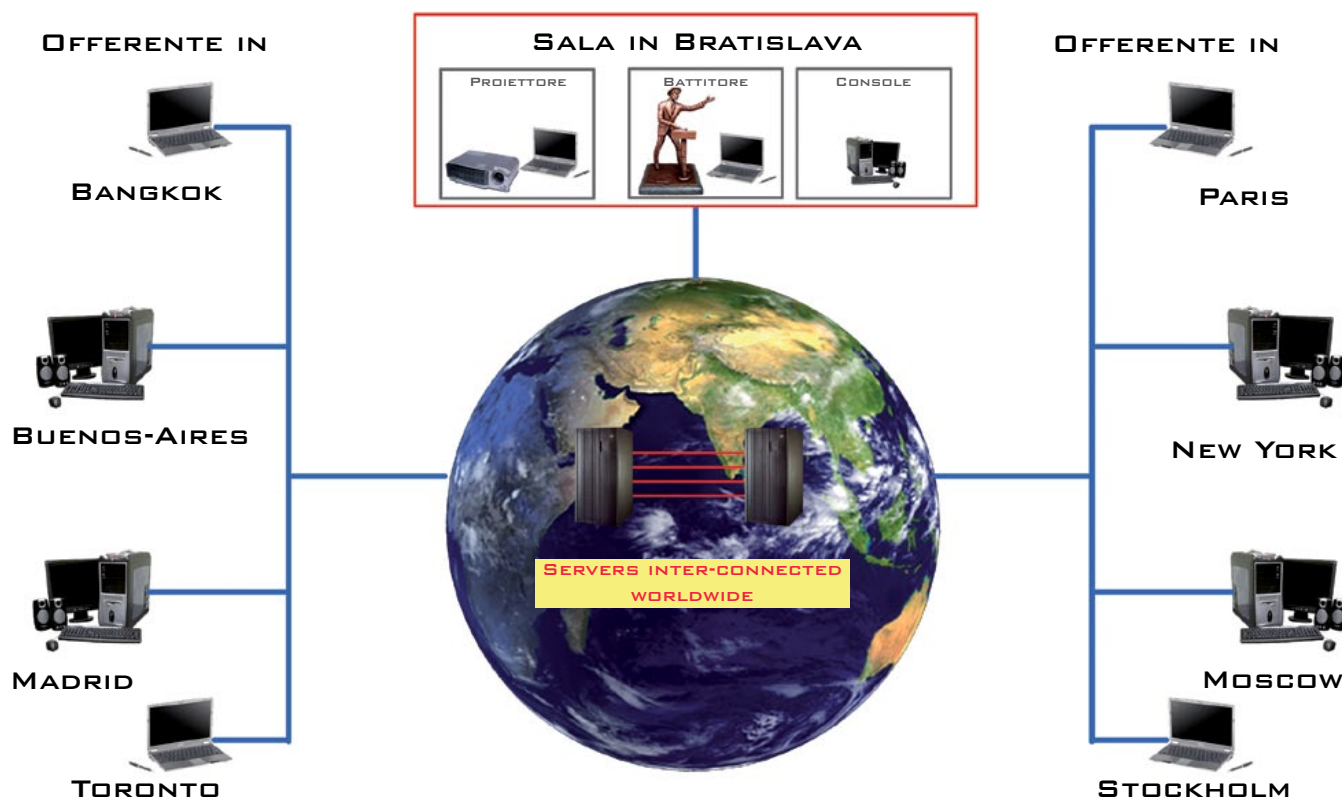 Offerente in
Sala in Bratislava
Offerente in
Proiettore
Battitore
Console
Bangkok
Paris
Buenos-Aires
New York
Servers inter-connected
worldwide
Madrid
Moscow
Toronto
Stockholm